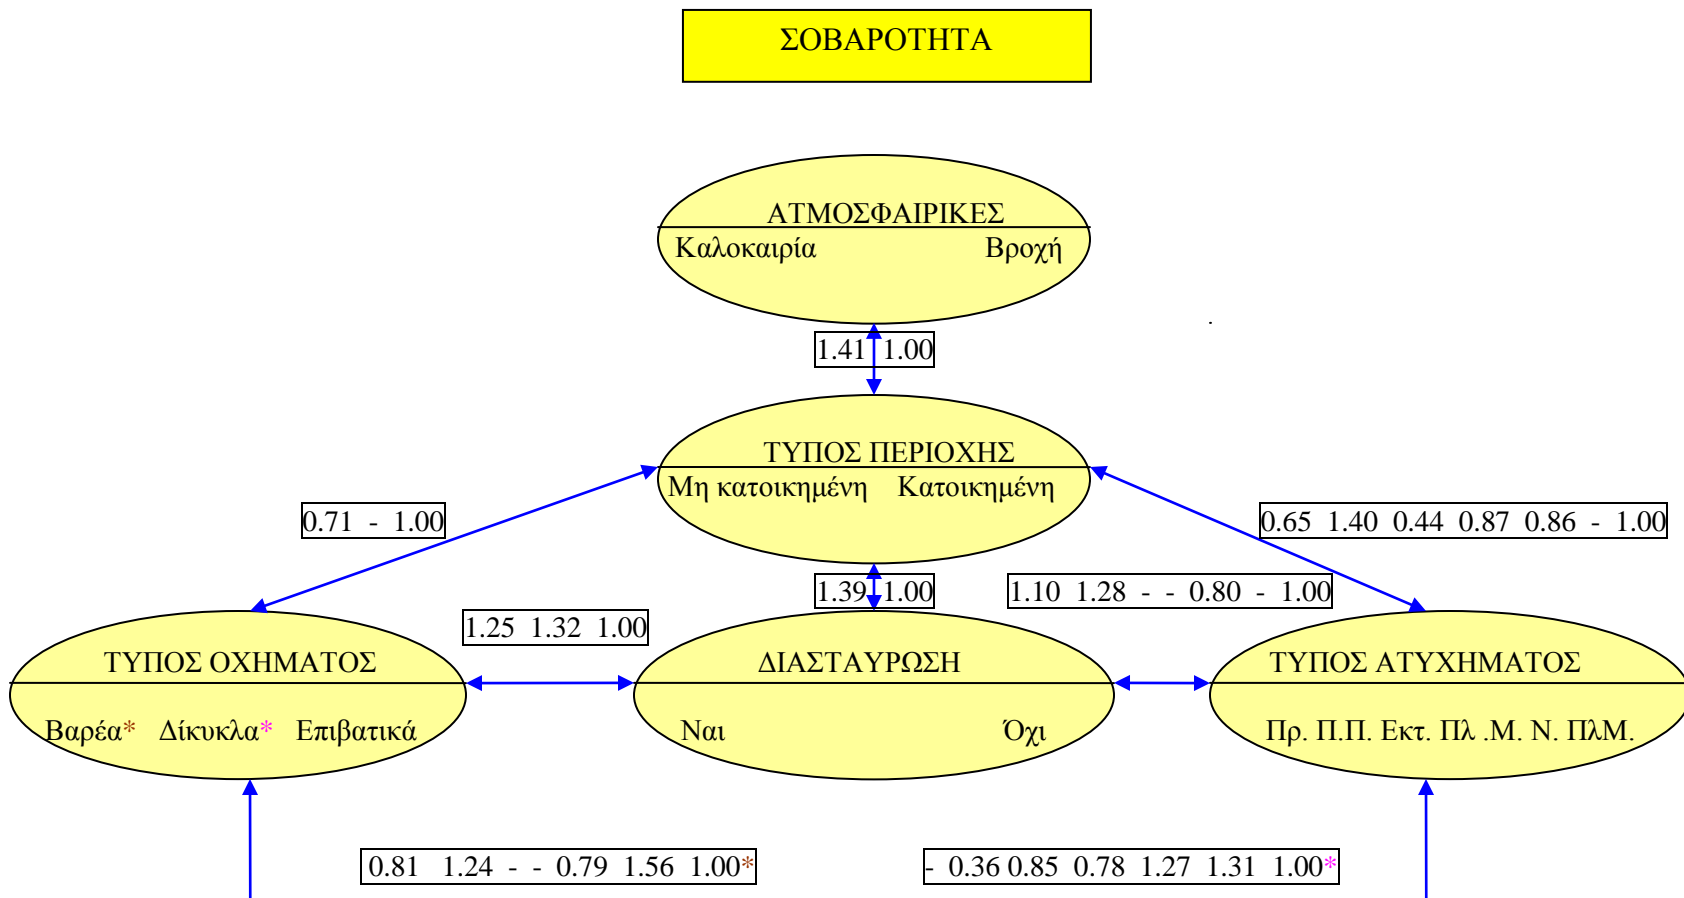 ΣΟΒΑΡΟΤΗΤΑ
ΑΤΜΟΣΦΑΙΡΙΚΕΣ
Καλοκαιρία Βροχή
1.41 1.00
ΤΥΠΟΣ ΠΕΡΙΟΧΗΣ
Μη κατοικημένη Κατοικημένη
0.71 - 1.00
0.65 1.40 0.44 0.87 0.86 - 1.00
1.39 1.00
1.10 1.28 - - 0.80 - 1.00
1.25 1.32 1.00
ΤΥΠΟΣ ΟΧΗΜΑΤΟΣ
Βαρέα* Δίκυκλα* Επιβατικά
ΔΙΑΣΤΑΥΡΩΣΗ
Ναι Όχι
ΤΥΠΟΣ ΑΤΥΧΗΜΑΤΟΣ
Πρ. Π.Π. Εκτ. Πλ .Μ. Ν. ΠλΜ.
0.81 1.24 - - 0.79 1.56 1.00*
- 0.36 0.85 0.78 1.27 1.31 1.00*